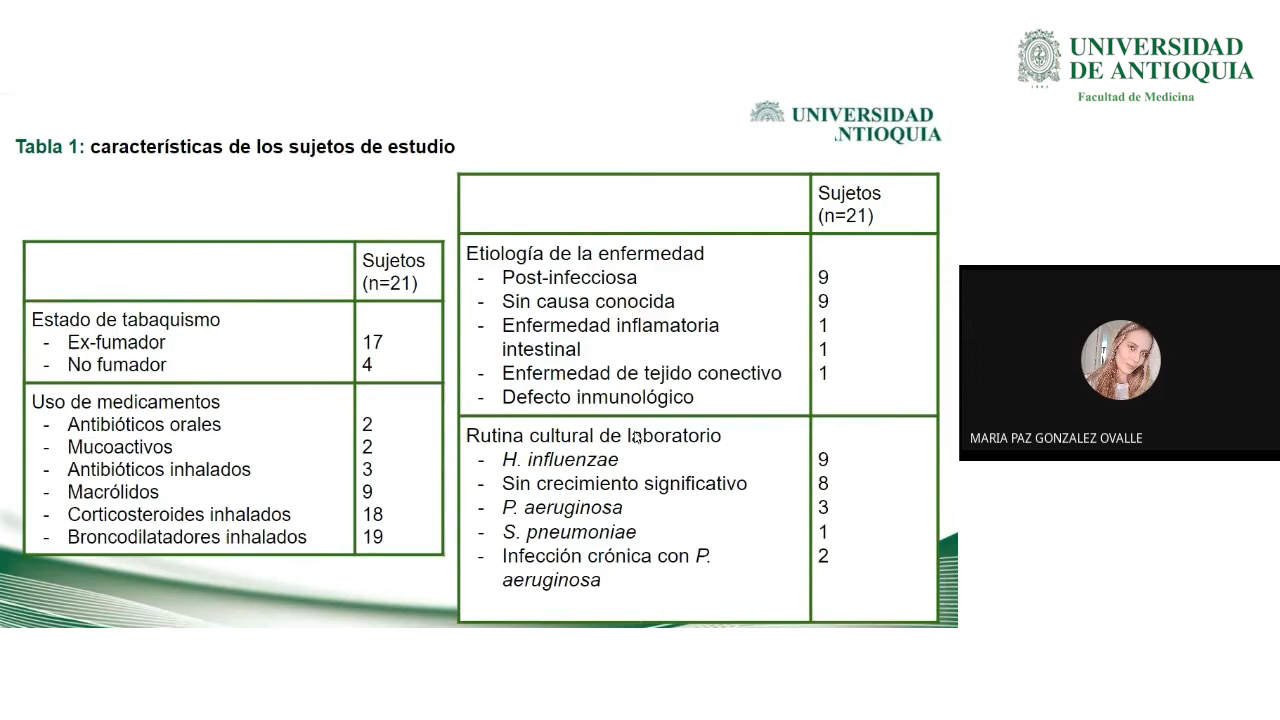 UNIVERSIDAD
DE ANTIOQUIA
1803
Facultad de Medicina
UNIVERSIDAD
ANTIOQUIA
Tabla 1: características de los sujetos de estudio
Sujetos
(n=21)
Estado de tabaquismo
- Ex-fumador 17
- No fumador 4
Uso de medicamentos
- Antibióticos orales 2
- Mucoactivos 2
- Antibióticos inhalados 3
- Macrólidos 9
- Corticosteroides inhalados 18
- Broncodilatadores inhalados 19
Sujetos
(n=21)
Etiología de la enfermedad
- Post-infecciosa 9
- Sin causa conocida 9
- Enfermedad inflamatoria 1
intestinal 1
- Enfermedad de tejido conectivo 1
- Defecto inmunológico
Rutina cultural de laboratorio
- H. influenzae 9
- Sin crecimiento significativo 8
- P. aeruginosa 3
- S. pneumoniae 1
- Infección crónica con P. 2
aeruginosa
MARIA PAZ GONZALEZ OVALLE